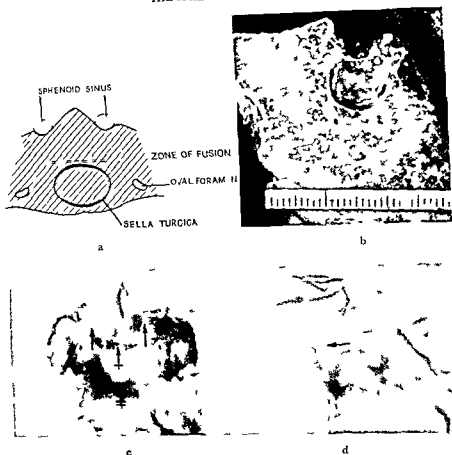 SPHENOID SINUS
ZONE OF FUSION
OVAL FORAM N
SELLA TURCICA
a
b
c
d